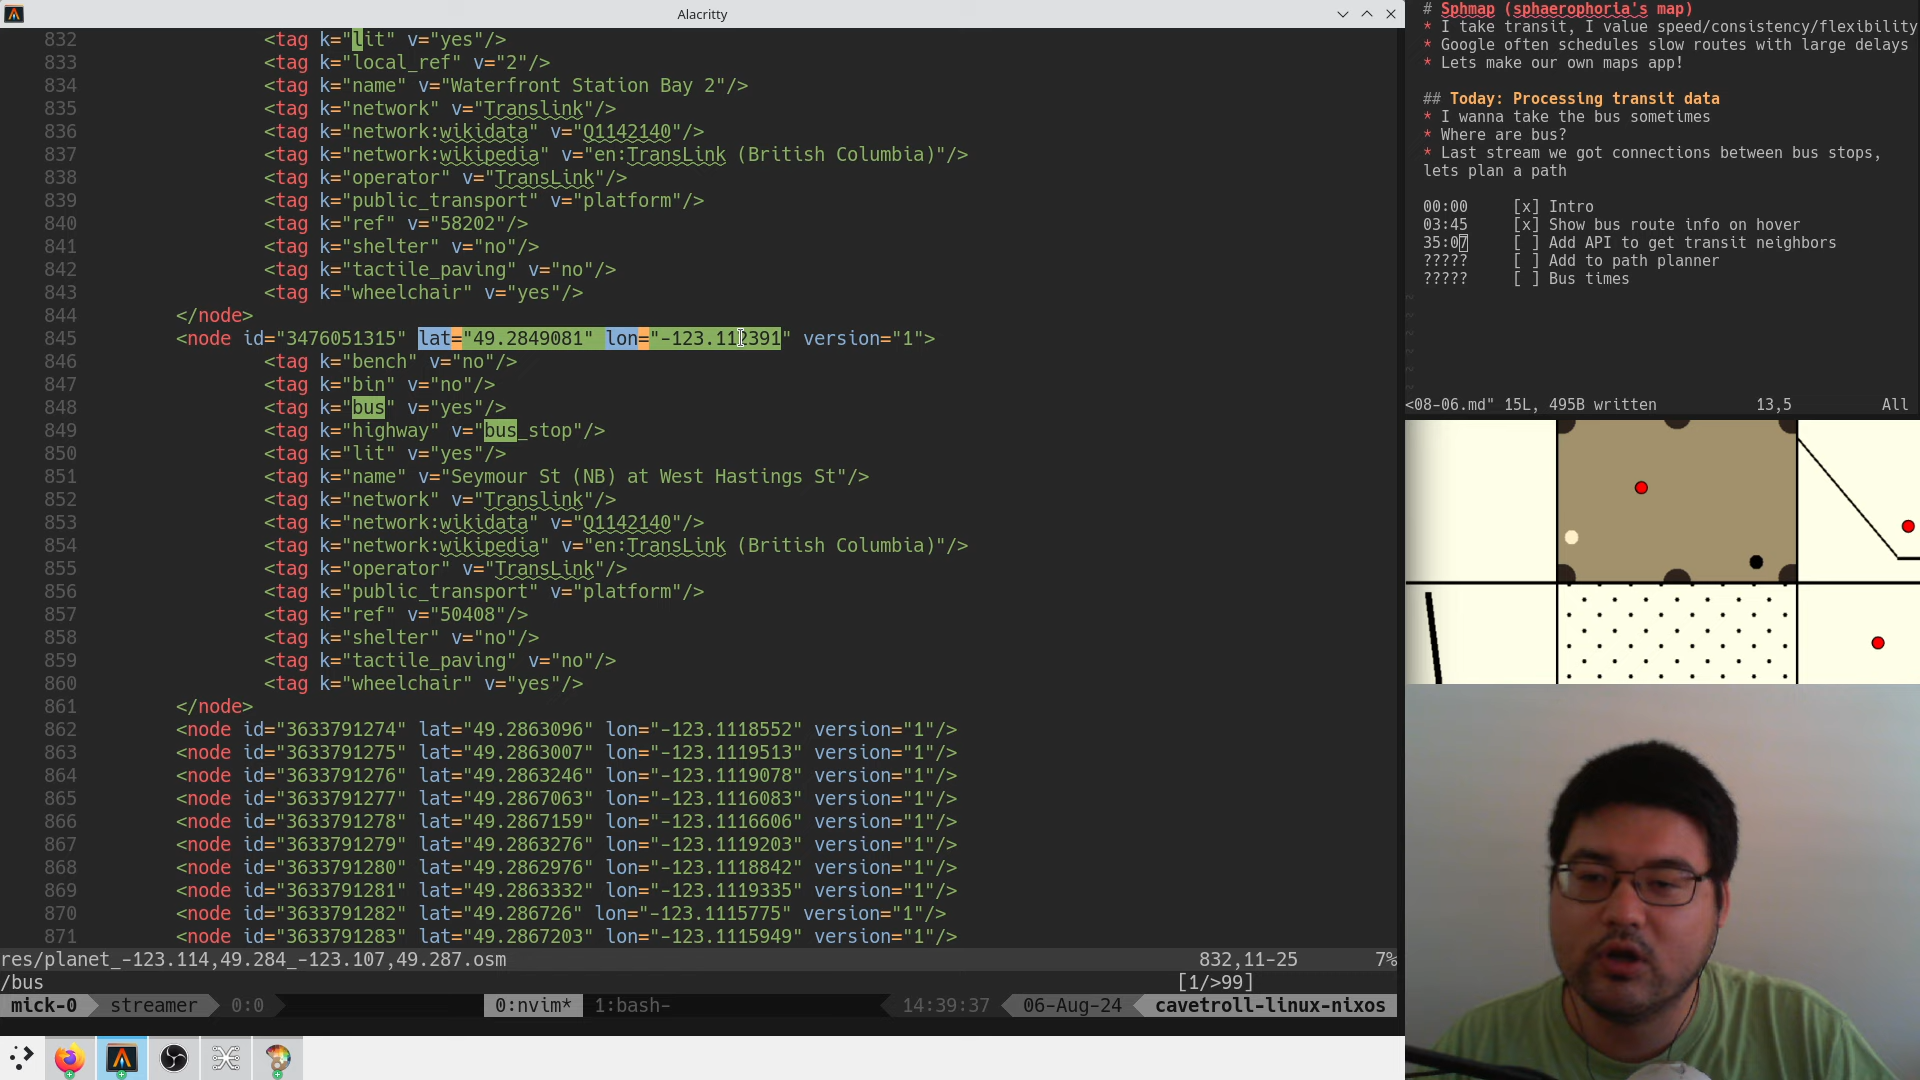 Alacritty
832 <tag k="lit" v="yes"/>
833 <tag k="local_ref" v="2"/>
834 <tag k="name" v="Waterfront Station Bay 2"/>
835 <tag k="network" v="Translink"/>
836 <tag k="network:wikidata" v="Q1142140"/>
837 <tag k="network:wikipedia" v="en:TransLink (British Columbia)"/>
838 <tag k="operator" v="TransLink"/>
839 <tag k="public_transport" v="platform"/>
840 <tag k="ref" v="58202"/>
841 <tag k="shelter" v="no"/>
842 <tag k="tactile_paving" v="no"/>
843 <tag k="wheelchair" v="yes"/>
844 </node>
845 <node id="3476051315" lat="49.2849081" lon="-123.112391" version="1">
846 <tag k="bench" v="no"/>
847 <tag k="bin" v="no"/>
848 <tag k="bus" v="yes"/>
849 <tag k="highway" v="bus_stop"/>
850 <tag k="lit" v="yes"/>
851 <tag k="name" v="Seymour St (NB) at West Hastings St"/>
852 <tag k="network" v="Translink"/>
853 <tag k="network:wikidata" v="Q1142140"/>
854 <tag k="network:wikipedia" v="en:TransLink (British Columbia)"/>
855 <tag k="operator" v="TransLink"/>
856 <tag k="public_transport" v="platform"/>
857 <tag k="ref" v="50408"/>
858 <tag k="shelter" v="no"/>
859 <tag k="tactile_paving" v="no"/>
860 <tag k="wheelchair" v="yes"/>
861 </node>
862 <node id="3633791274" lat="49.2863096" lon="-123.1118552" version="1"/>
863 <node id="3633791275" lat="49.2863007" lon="-123.1119513" version="1"/>
864 <node id="3633791276" lat="49.2863246" lon="-123.1119078" version="1"/>
865 <node id="3633791277" lat="49.2867063" lon="-123.1116083" version="1"/>
866 <node id="3633791278" lat="49.2867159" lon="-123.1116606" version="1"/>
867 <node id="3633791279" lat="49.2863276" lon="-123.1119203" version="1"/>
868 <node id="3633791280" lat="49.2862976" lon="-123.1118842" version="1"/>
869 <node id="3633791281" lat="49.2863332" lon="-123.1119335" version="1"/>
870 <node id="3633791282" lat="49.286726" lon="-123.1115775" version="1"/>
871 <node id="3633791283" lat="49.2867203" lon="-123.1115949" version="1"/>
res/planet_-123.114,49.284_-123.107,49.287.osm 832,11-25 7%
/bus [1/>99]
mick-0 streamer 0:0 0:nvim* 1:bash- 14:39:37 06-Aug-24 cavetroll-linux-nixos
# Sphmap (sphaerophoria's map)
* I take transit, I value speed/consistency/flexibility
* Google often schedules slow routes with large delays
* Lets make our own maps app!
## Today: Processing transit data
* I wanna take the bus sometimes
* Where are bus?
* Last stream we got connections between bus stops,
lets plan a path
00:00 [x] Intro
03:45 [x] Show bus route info on hover
35:07 [ ] Add API to get transit neighbors
????? [ ] Add to path planner
????? [ ] Bus times
~
~
~
~
~
~
<08-06.md" 15L, 495B written 13,5 All